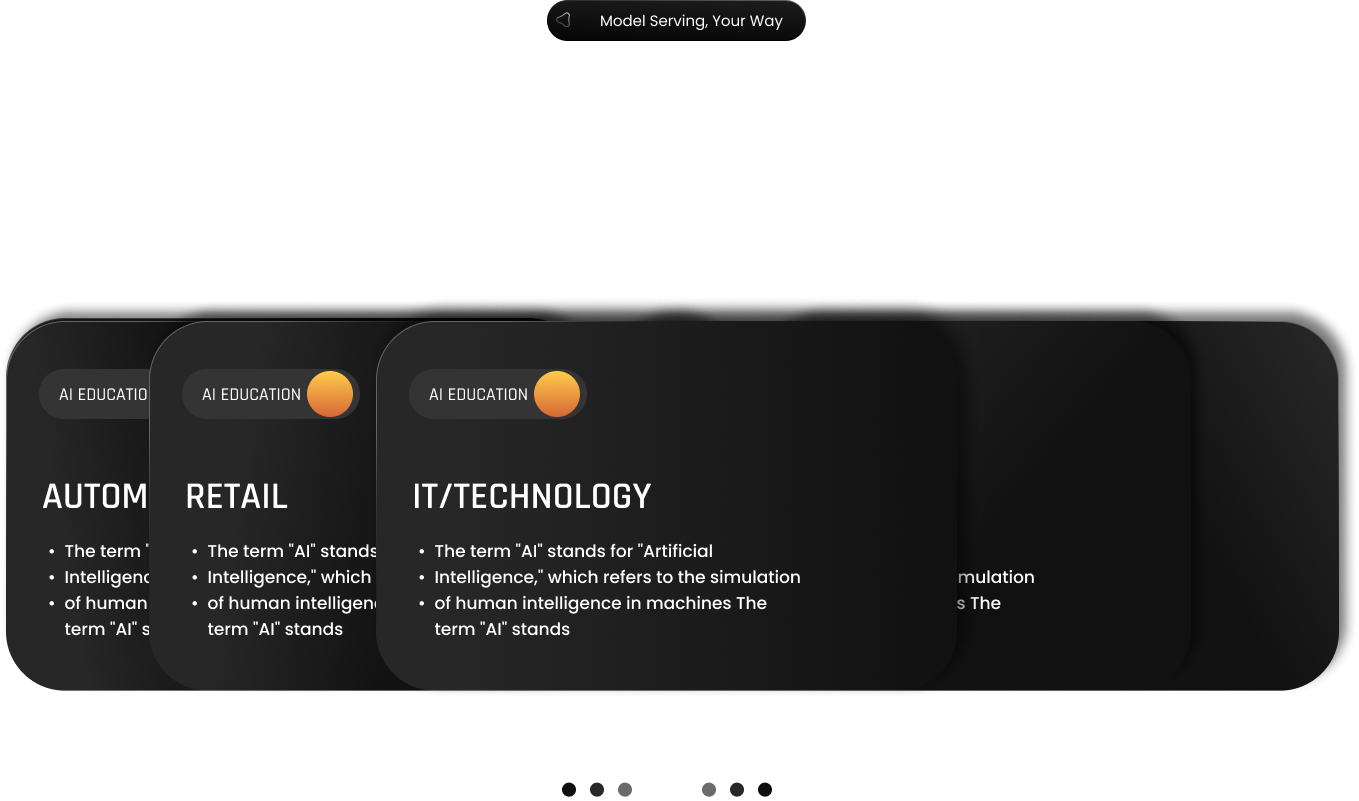 Model Serving, Your Way
AI EDUCATIO
AI EDUCATION
AI EDUCATION
AUTOM
RETAIL
IT/TECHNOLOGY
• The term "
• Intelligenc
• of human
term "AI" s
• The term "AI" stands
• Intelligence," which
• of human intelligenc
term "AI" stands
• The term "AI" stands for "Artificial
• Intelligence," which refers to the simulation
• of human intelligence in machines The
term "AI" stands
mulation
s The